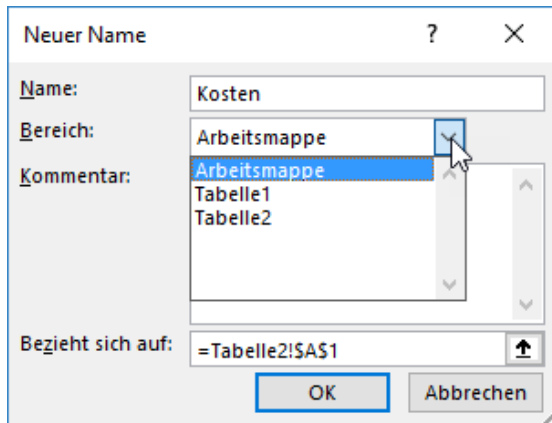 Neuer Name ?
Name: Kosten
Bereich: Arbeitsmappe
Kommentar: Arbeitsmappe
Tabelle1
Tabelle2
Bezieht sich auf: =Tabelle2!$A$1
OK Abbrechen